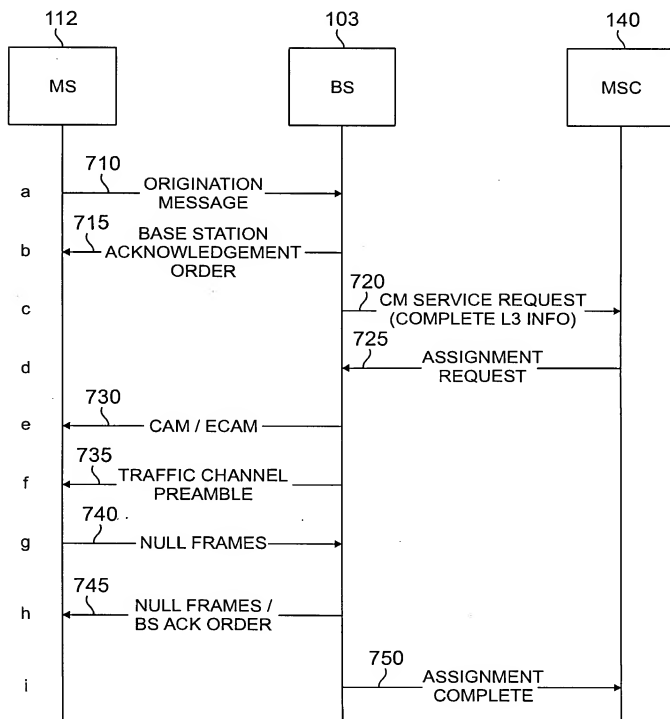 112
103
140
MS
BS
MSC
710
a
ORIGINATION
MESSAGE
715
b
BASE STATION
ACKNOWLEDGEMENT
ORDER
720
c
CM SERVICE REQUEST
(COMPLETE L3 INFO)
725
d
ASSIGNMENT
REQUEST
730
e
CAM / ECAM
735
f
TRAFFIC CHANNEL
PREAMBLE
740
g
NULL FRAMES
745
h
NULL FRAMES /
BS ACK ORDER
750
i
ASSIGNMENT
COMPLETE